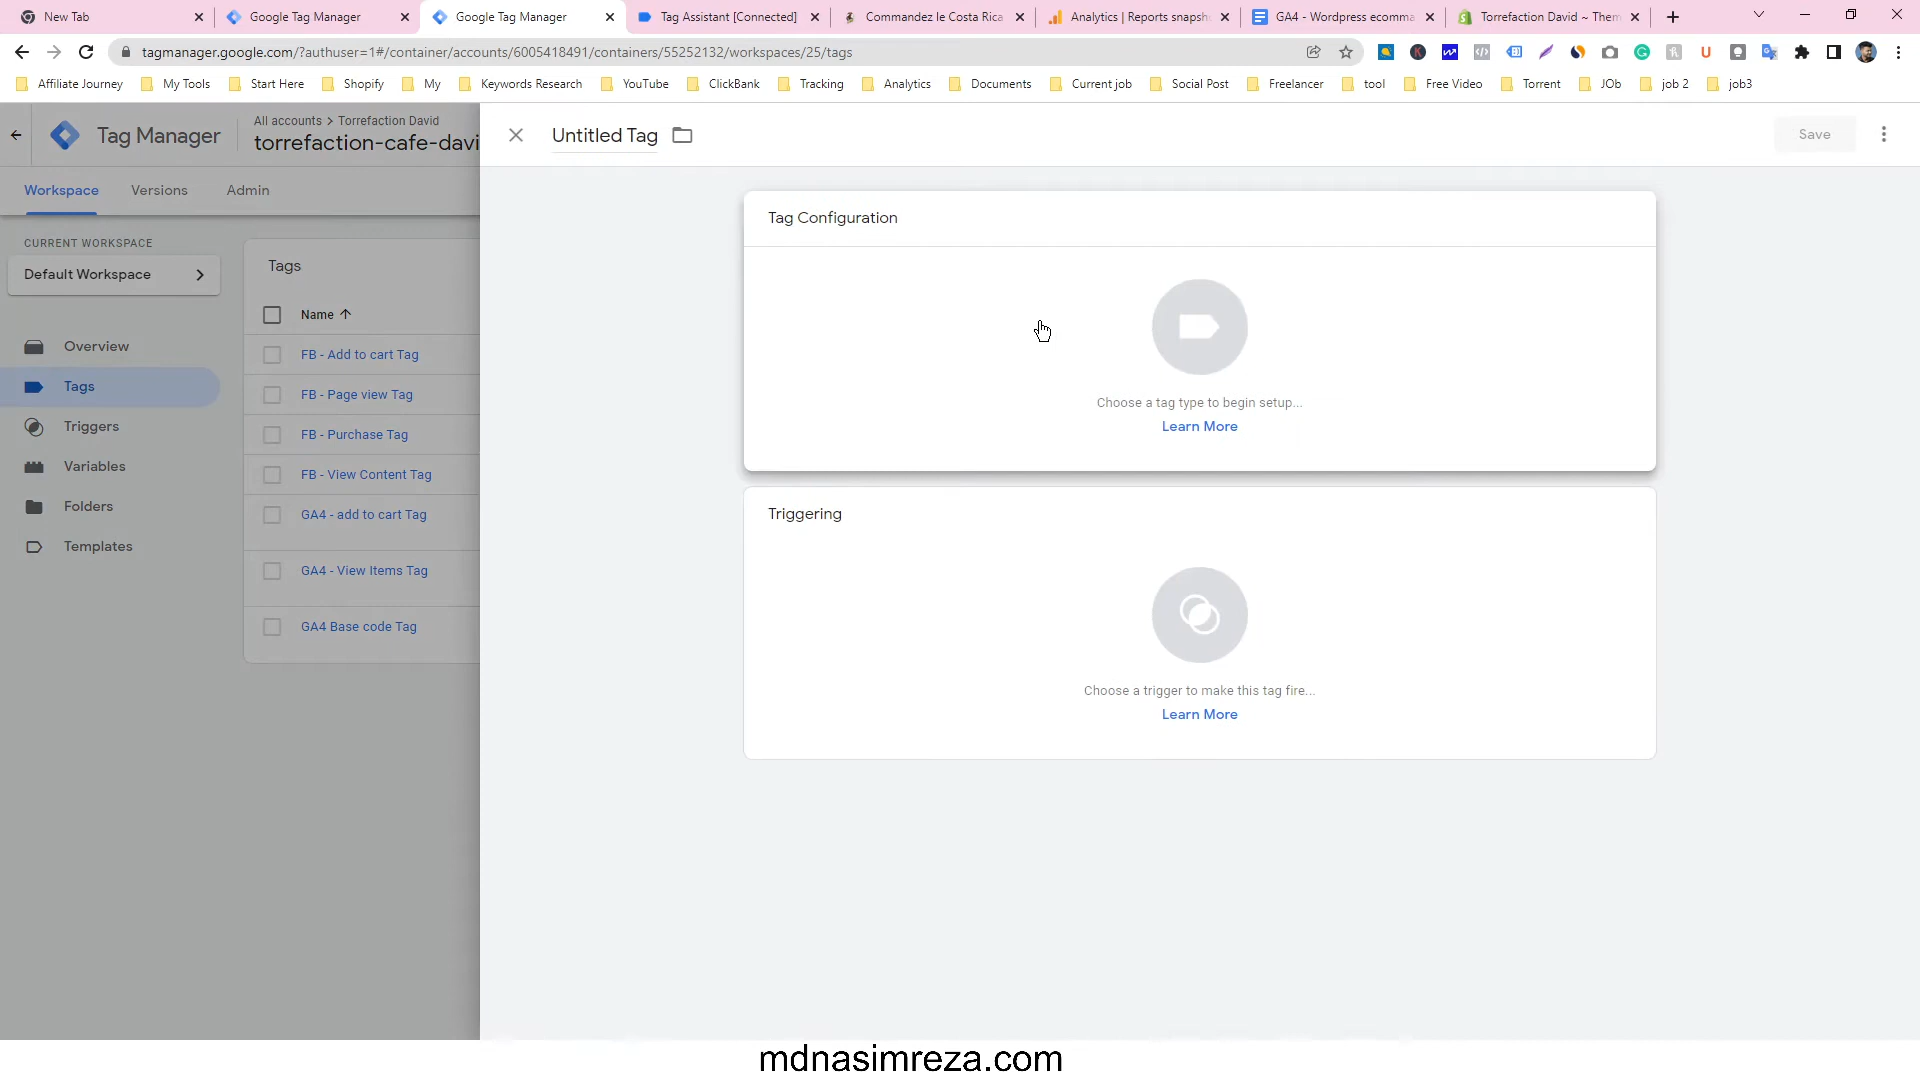 New Tab
Google Tag Manager
Google Tag Manager
Tag Assistant [Connected]
Commandez le Costa Rica
Analytics | Reports snapsh
GA4 - Wordpress ecomma
Torrefaction David ~ Them
tagmanager.google.com/?authuser=1#/container/accounts/6005418491/containers/55252132/workspaces/25/tags
Affiliate Journey
My Tools
Start Here
Shopify
My
Keywords Research
YouTube
ClickBank
Tracking
Analytics
Documents
Current job
Social Post
Freelancer
tool
Free Video
Torrent
JOb
job 2
job3
Tag Manager
All accounts > Torrefaction David
torrefaction-cafe-davi
Untitled Tag
Save
Workspace
Versions
Admin
CURRENT WORKSPACE
Default Workspace
Overview
Tags
Triggers
Variables
Folders
Templates
Tags
Name
FB - Add to cart Tag
FB - Page view Tag
FB - Purchase Tag
FB - View Content Tag
GA4 - add to cart Tag
GA4 - View Items Tag
GA4 Base code Tag
Tag Configuration
Choose a tag type to begin setup...
Learn More
Triggering
Choose a trigger to make this tag fire...
Learn More
mdnasimreza.com